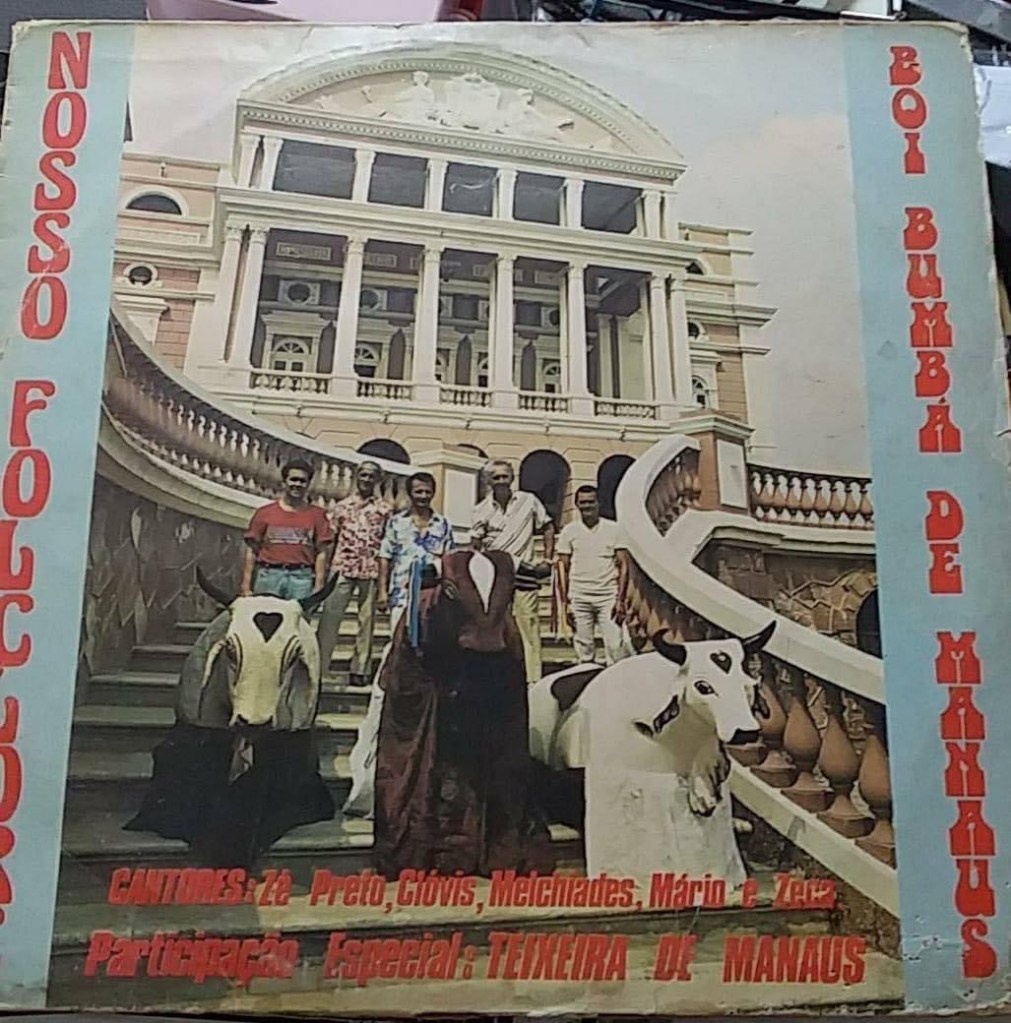 NOSSO FOLCLORE
BOI BUMBÁ DE MANAUS
CANTORES: Zé Preto, Clóvis, Melchiades, Mário e Zeca
Participação Especial: TEIXEIRA DE MANAUS